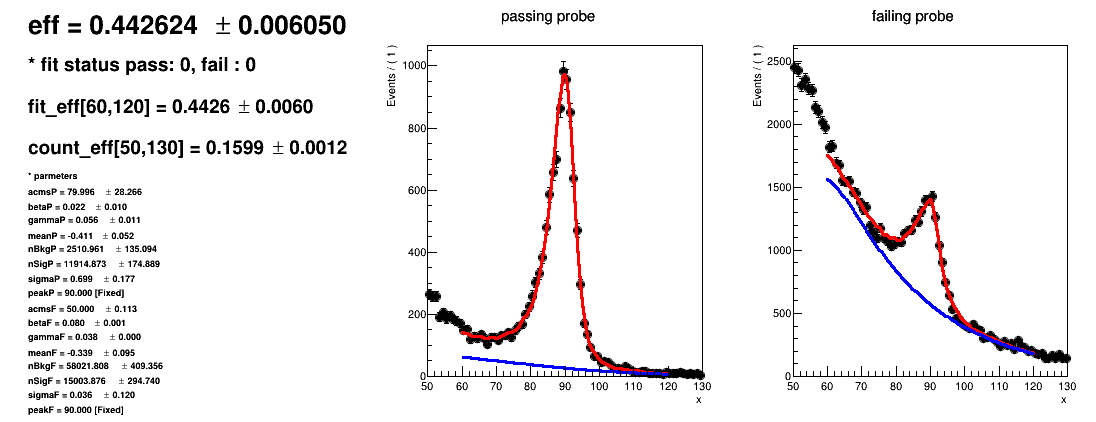 eff = 0.442624 ± 0.006050
* fit status pass: 0, fail : 0
fit_eff[60,120] = 0.4426 ± 0.0060
count_eff[50,130] = 0.1599 ± 0.0012
* parmeters
acmsP = 79.996 ± 28.266
betaP = 0.022 ± 0.010
gammaP = 0.056 ± 0.011
meanP = -0.411 ± 0.052
nBkgP = 2510.961 ± 135.094
nSigP = 11914.873 ± 174.889
sigmaP = 0.699 ± 0.177
peakP = 90.000 [Fixed]
acmsF = 50.000 ± 0.113
betaF = 0.080 ± 0.001
gammaF = 0.038 ± 0.000
meanF = -0.339 ± 0.095
nBkgF = 58021.808 ± 409.356
nSigF = 15003.876 ± 294.740
sigmaF = 0.036 ± 0.120
peakF = 90.000 [Fixed]
passing probe
Events / ( 1 )
1000
800
600
400
200
0
50 60 70 80 90 100 110 120 130
x
failing probe
Events / ( 1 )
2500
2000
1500
1000
500
0
50 60 70 80 90 100 110 120 130
x